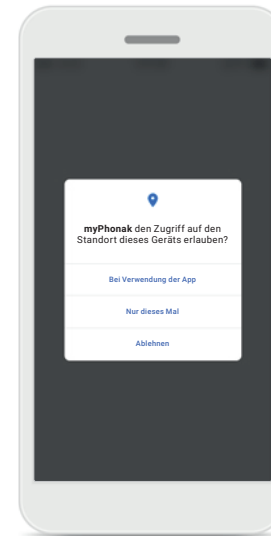 myPhonak den Zugriff auf den
Standort dieses Geräts erlauben?
Bei Verwendung der App
Nur dieses Mal
Ablehnen